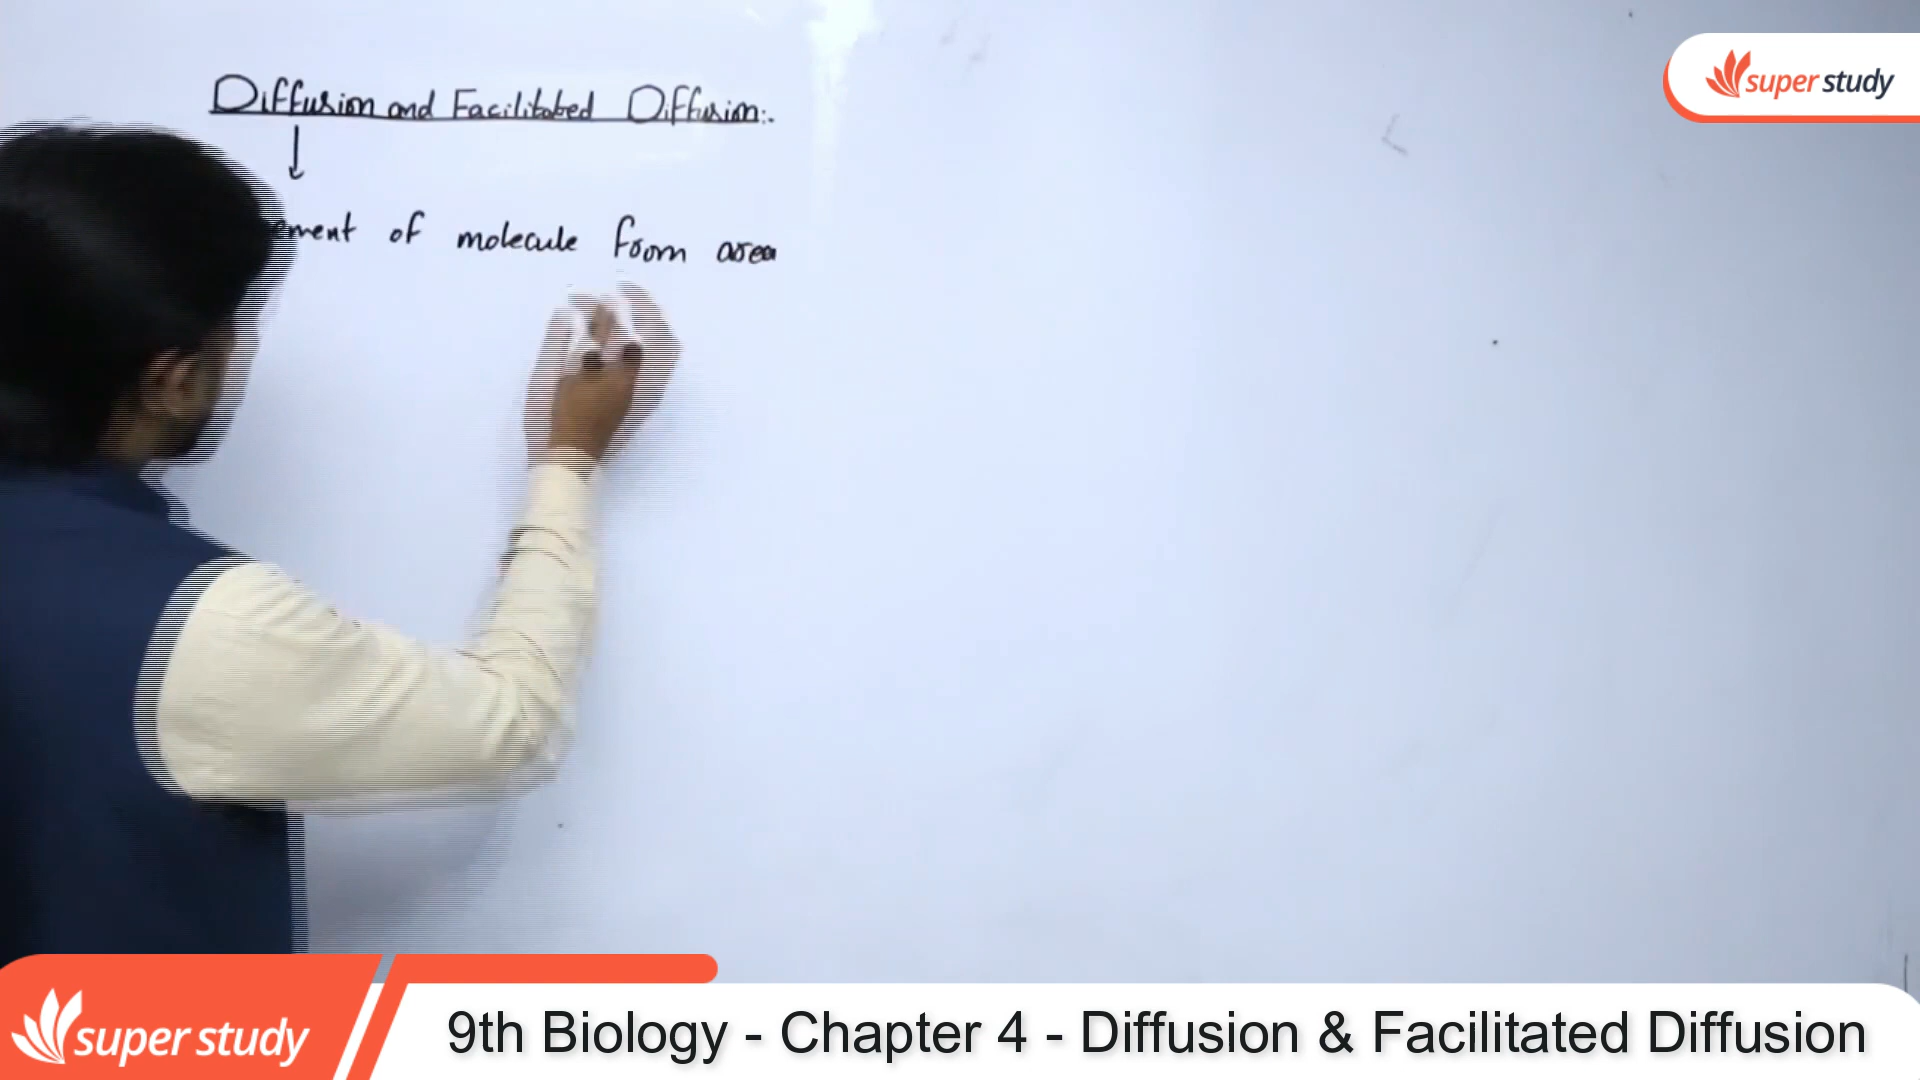 super study
Diffusion and Facilitated Diffusion:.
ement of molecule from area
super study
9th Biology - Chapter 4 - Diffusion & Facilitated Diffusion